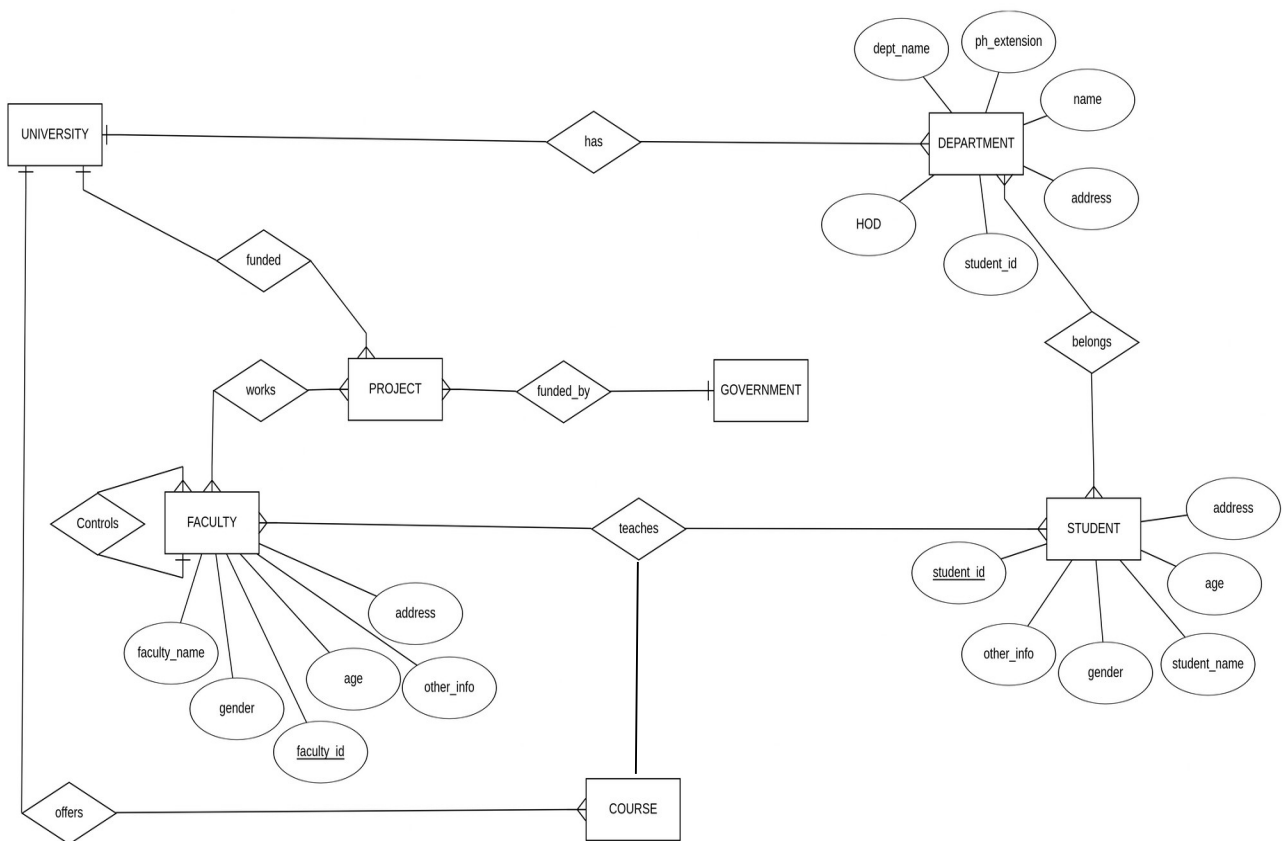 dept_name
ph_extension
name
UNIVERSITY
has
DEPARTMENT
address
HOD
student_id
funded
belongs
works
PROJECT
funded_by
GOVERNMENT
Controls
FACULTY
teaches
STUDENT
address
student_id
age
address
faculty_name
other_info
student_name
gender
age
other_info
gender
faculty_id
offers
COURSE